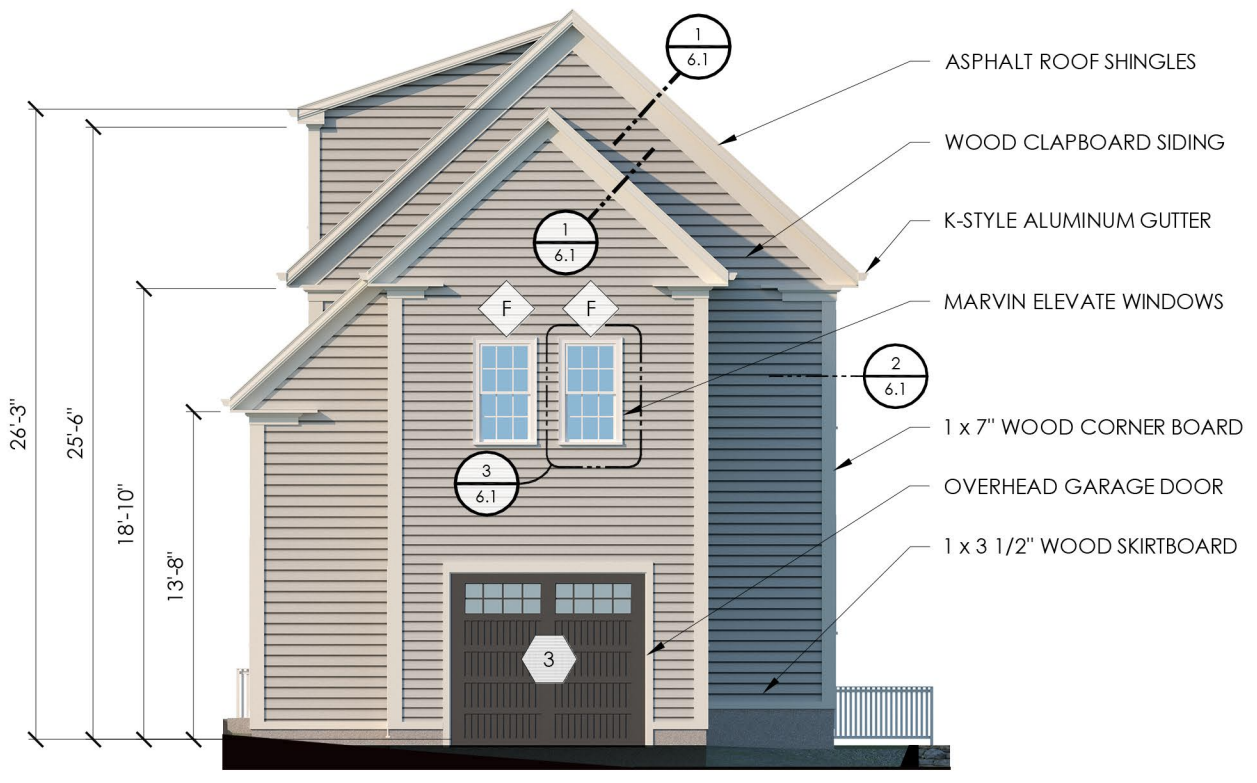 1
6.1
ASPHALT ROOF SHINGLES
WOOD CLAPBOARD SIDING
K-STYLE ALUMINUM GUTTER
1
6.1
F
F
MARVIN ELEVATE WINDOWS
2
6.1
26'-3"
25'-6"
18'-10"
13'-8"
1 x 7" WOOD CORNER BOARD
3
6.1
OVERHEAD GARAGE DOOR
1 x 3 1/2" WOOD SKIRTBOARD
3